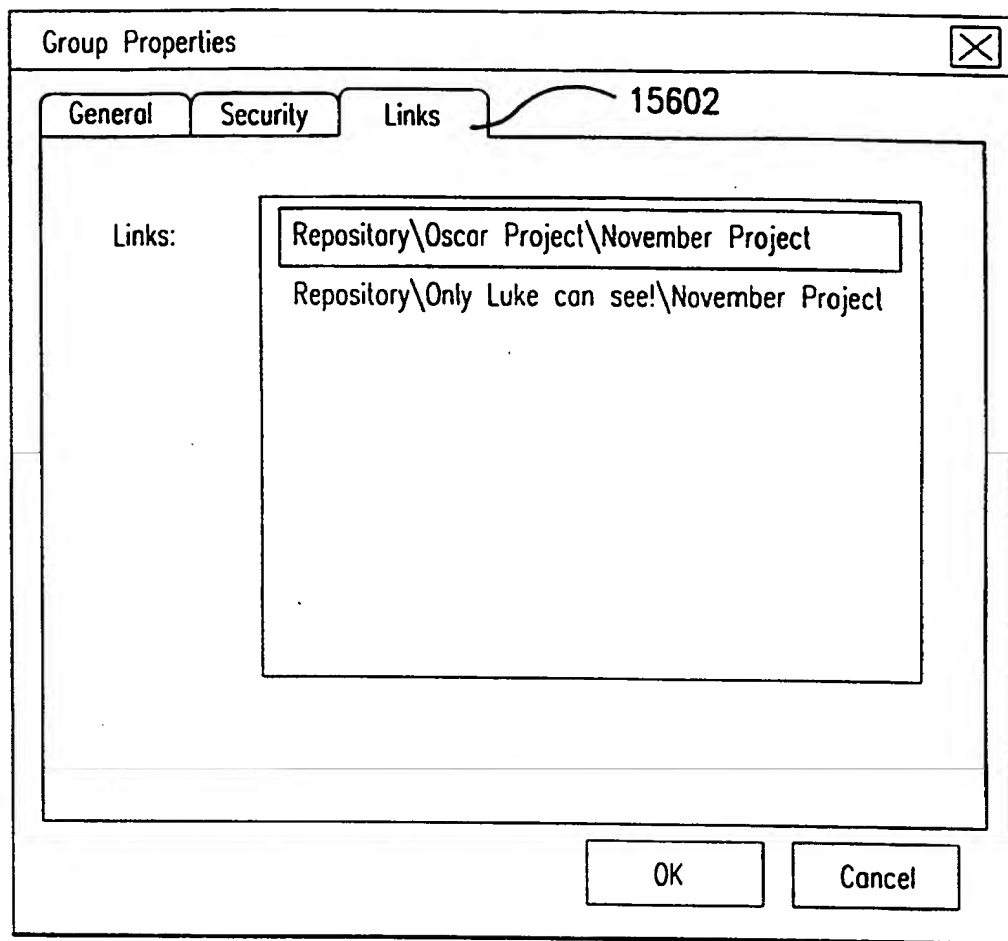 Group Properties
General Security Links 15602
Links:
Repository\Oscar Project\November Project
Repository\Only Luke can see!\November Project
OK Cancel